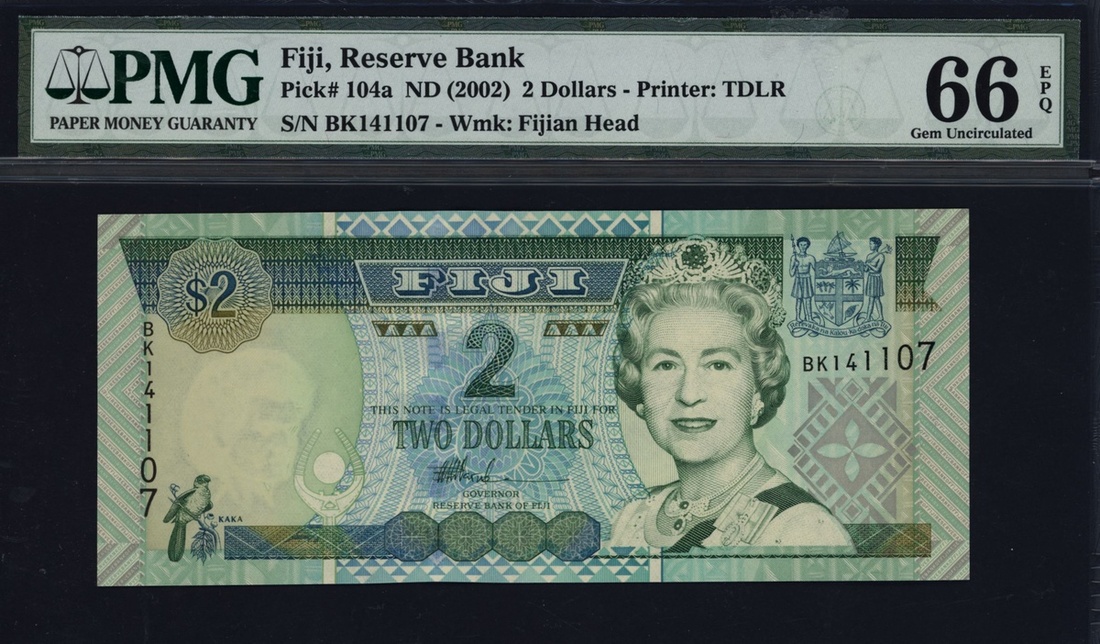 PMG
PAPER MONEY GUARANTY
Fiji, Reserve Bank
Pick# 104a ND (2002) 2 Dollars - Printer: TDLR
S/N BK141107 - Wmk: Fijian Head
66
EPQ
Gem Uncirculated
$2
FIJI
2
BK141107
BK141107
THIS NOTE IS LEGAL TENDER IN FIJI FOR
TWO DOLLARS
GOVERNOR
RESERVE BANK OF FIJI
KAKA